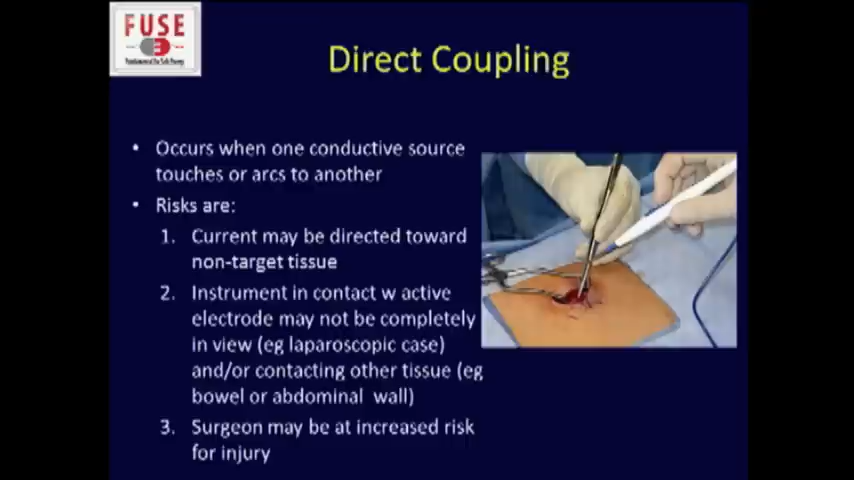 FUSE
Fundamental Use Safe Energy
Direct Coupling
• Occurs when one conductive source
touches or arcs to another
• Risks are:
1. Current may be directed toward
non-target tissue
2. Instrument in contact w active
electrode may not be completely
in view (eg laparoscopic case)
and/or contacting other tissue (eg
bowel or abdominal wall)
3. Surgeon may be at increased risk
for injury